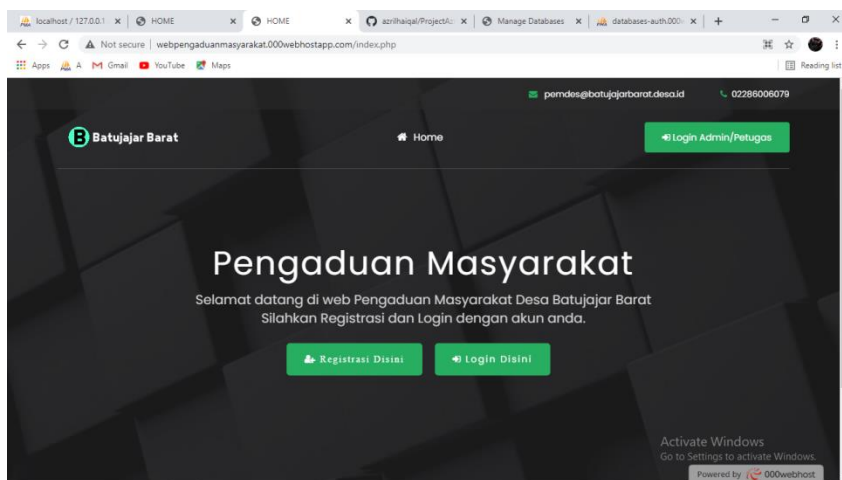 localhost / 127.0.0.1
HOME
HOME
azrilhaiqal/ProjectA
Manage Databases
databases-auth.000
Not secure | webpengaduanmasyarakat.000webhostapp.com/index.php
Apps A Gmail YouTube Maps Reading list
pemdes@batujajarbarat.desa.id 02286006079
B Batujajar Barat Home Login Admin/Petugas
Pengaduan Masyarakat
Selamat datang di web Pengaduan Masyarakat Desa Batujajar Barat
Silahkan Registrasi dan Login dengan akun anda.
Registrasi Disini Login Disini
Activate Windows
Go to Settings to activate Windows.
Powered by 000webhost